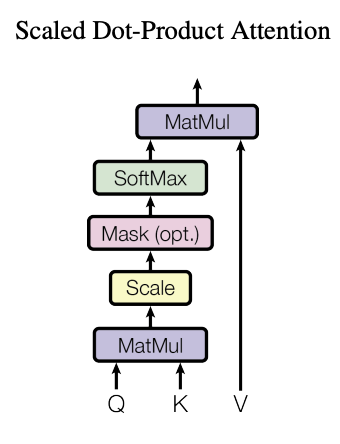 Scaled Dot-Product Attention
MatMul
SoftMax
Mask (opt.)
Scale
MatMul
Q K V